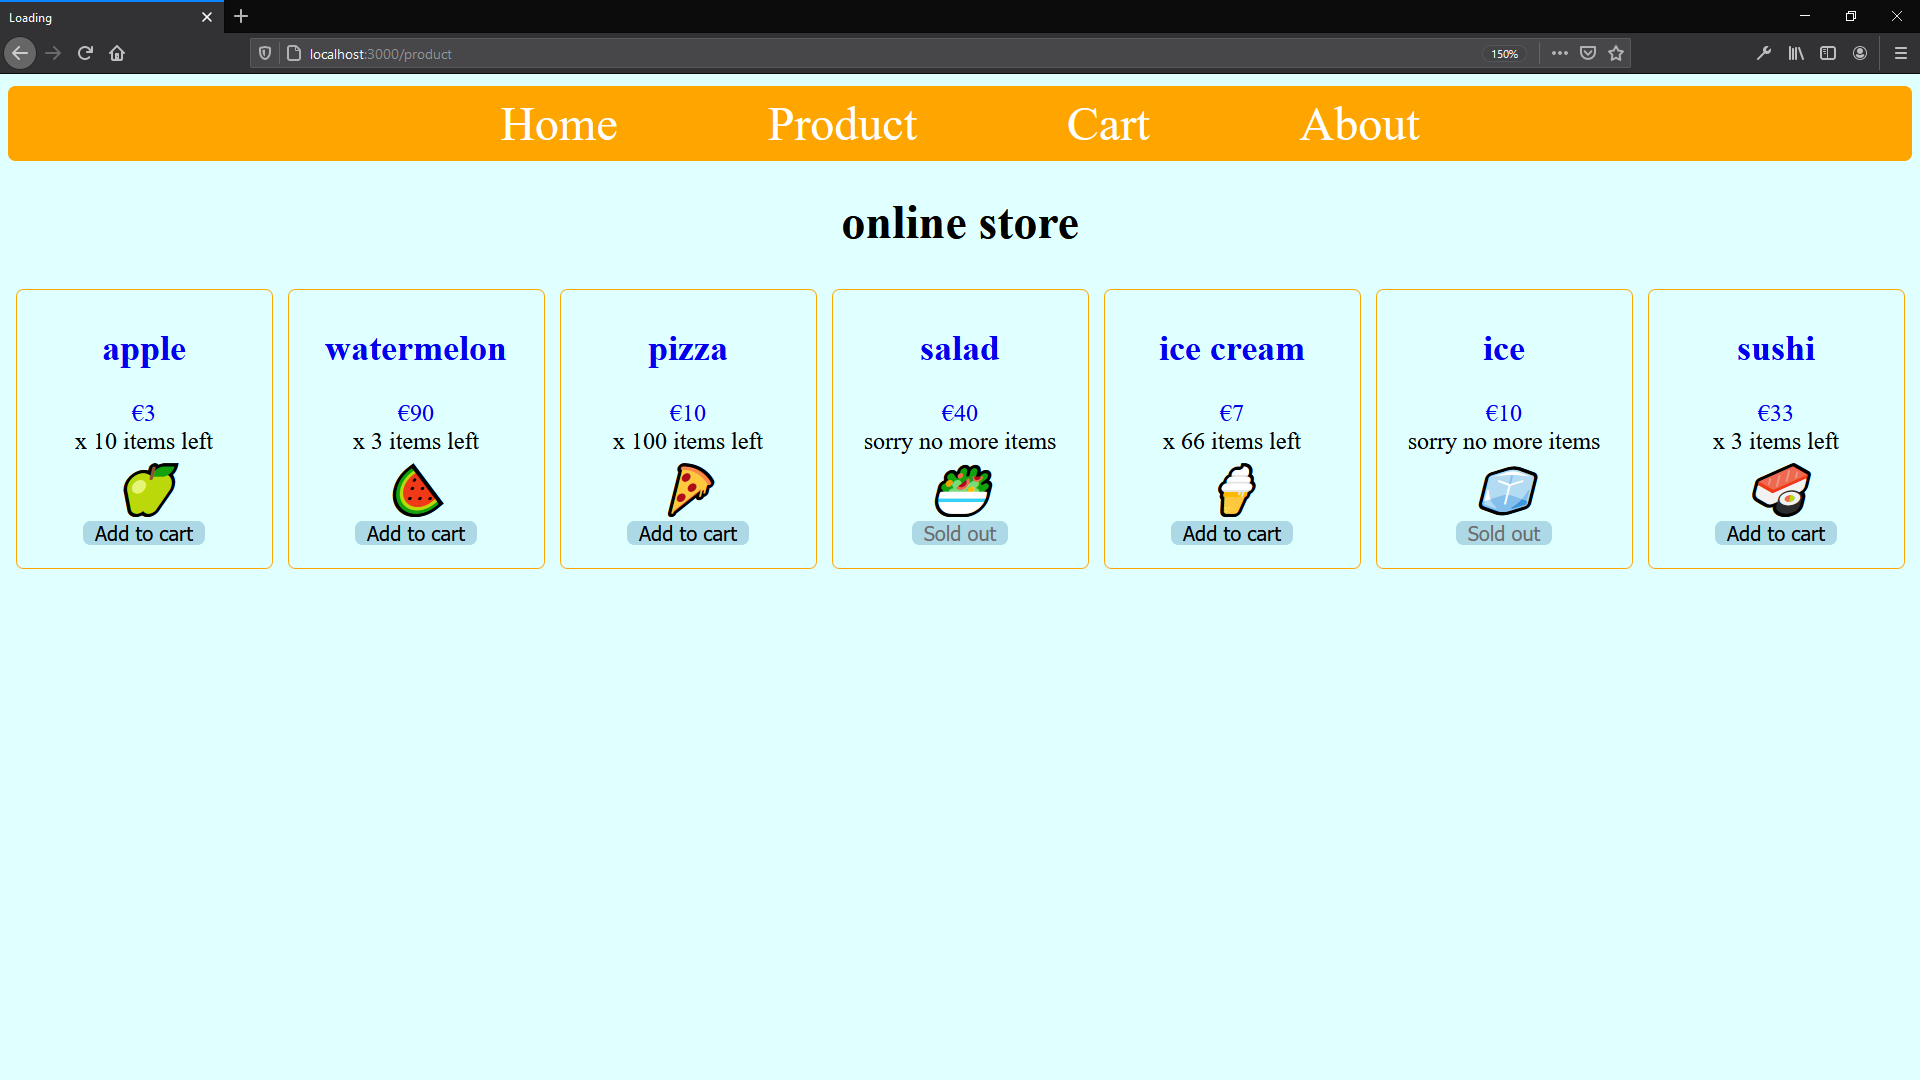 Loading
localhost:3000/product
150%
Home Product Cart About
online store
apple
€3
x 10 items left
Add to cart
watermelon
€90
x 3 items left
Add to cart
pizza
€10
x 100 items left
Add to cart
salad
€40
sorry no more items
Sold out
ice cream
€7
x 66 items left
Add to cart
ice
€10
sorry no more items
Sold out
sushi
€33
x 3 items left
Add to cart